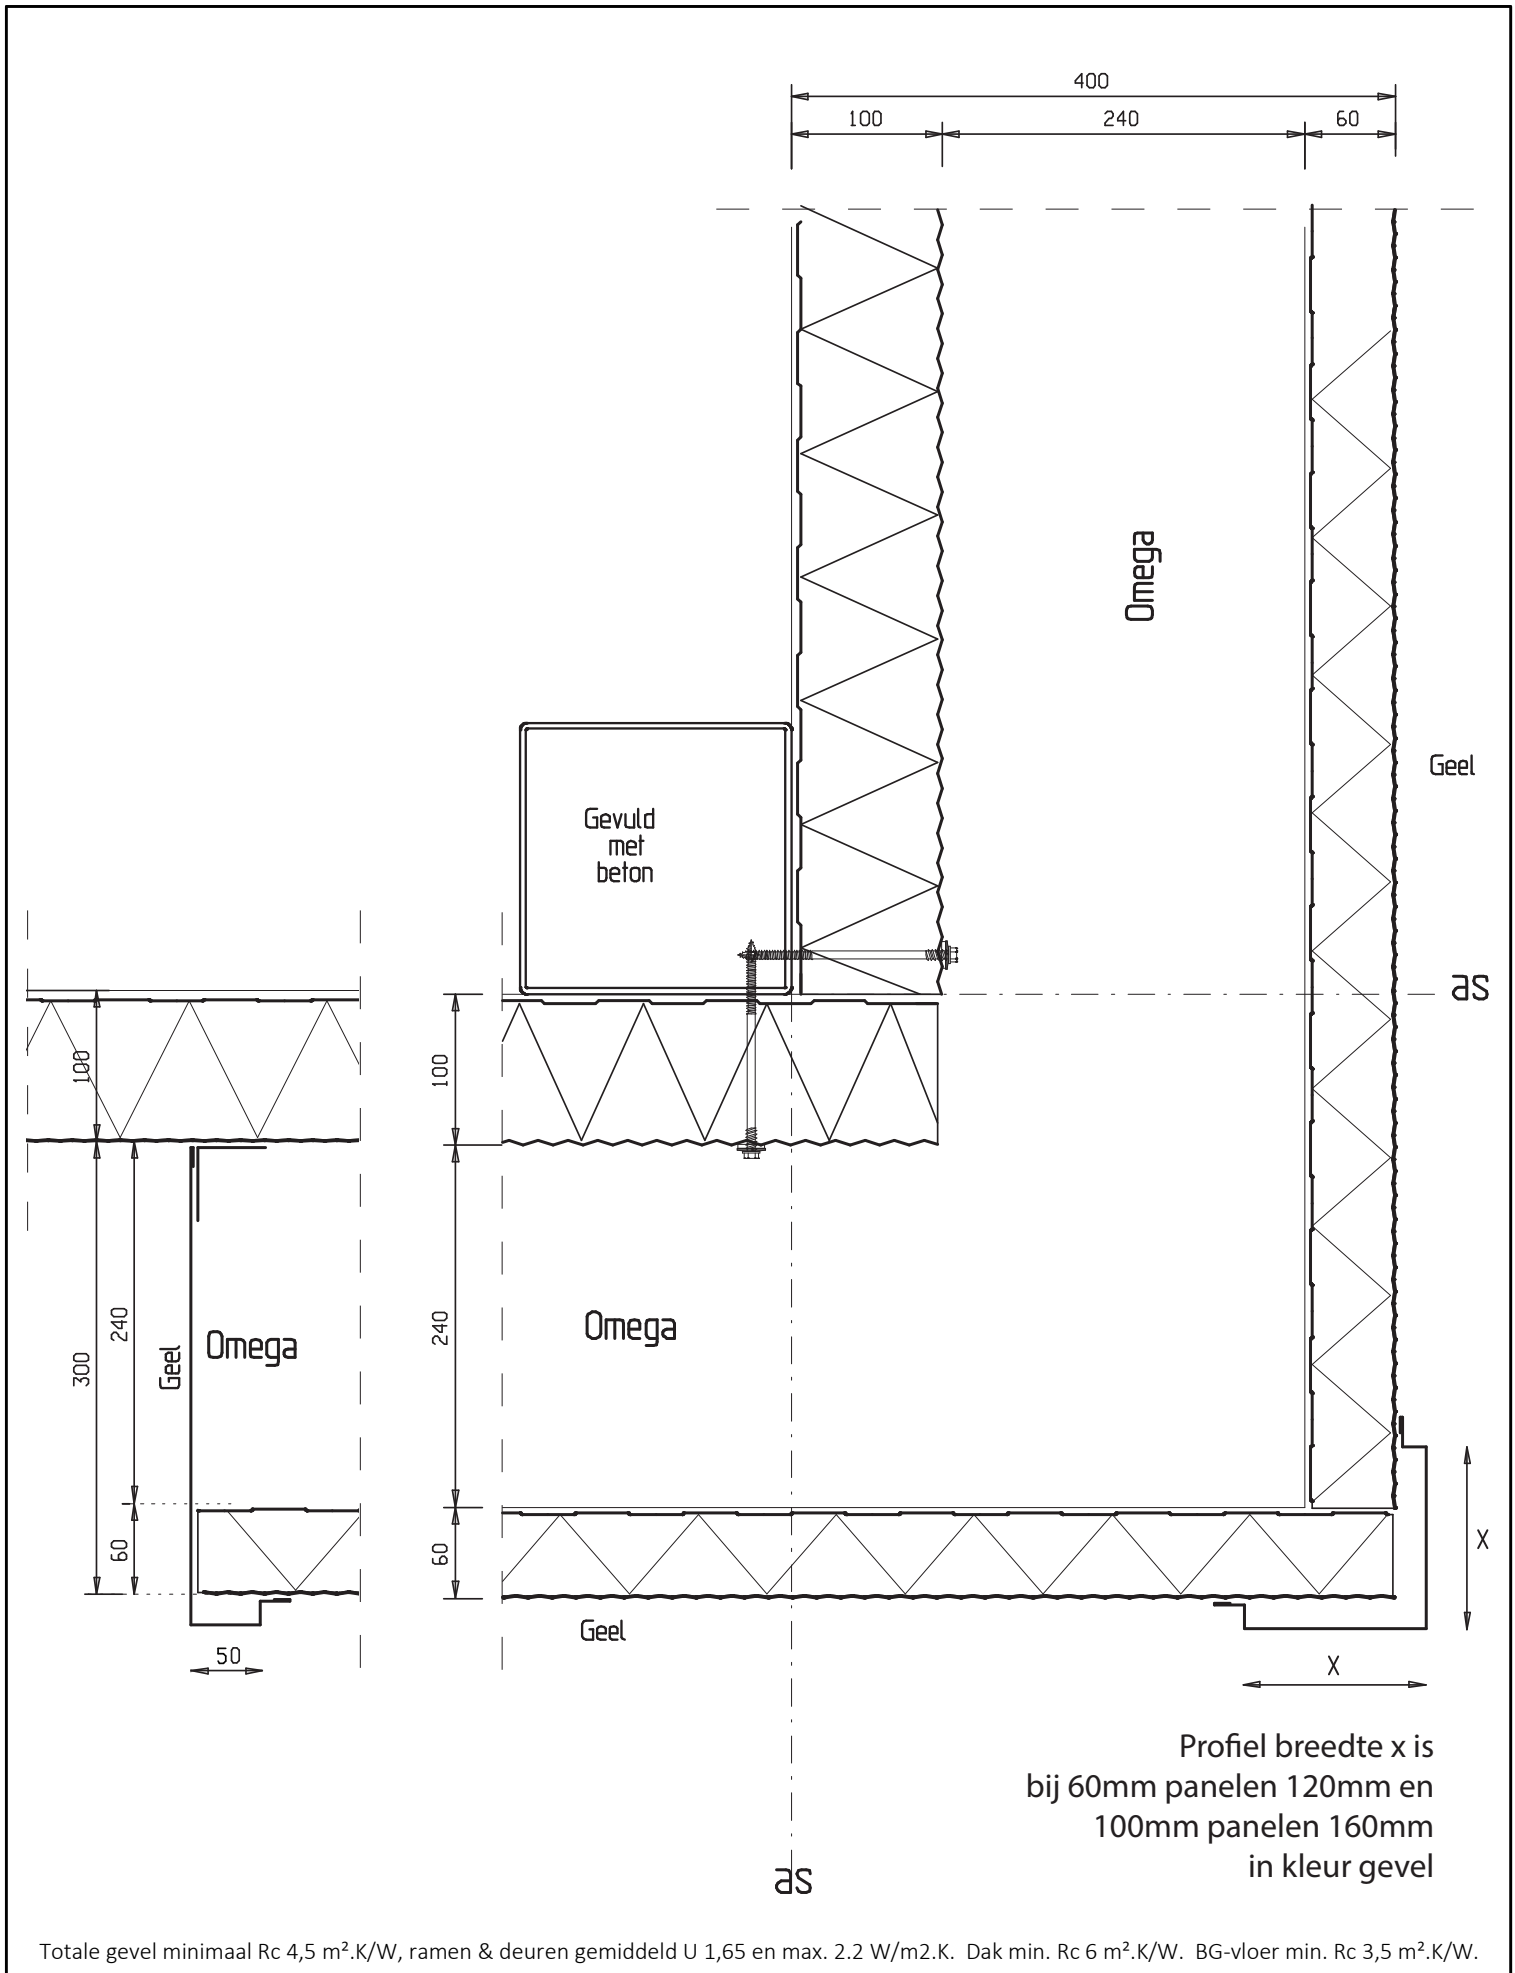 400
100
240
60
Omega
Geel
Gevuld
met
beton
as
100
100
240
300
240
Geel
Omega
Omega
60
60
X
Geel
50
X
Profiel breedte x is
bij 60mm panelen 120mm en
100mm panelen 160mm
in kleur gevel
as
Totale gevel minimaal Rc 4,5 m².K/W, ramen & deuren gemiddeld U 1,65 en max. 2.2 W/m2.K. Dak min. Rc 6 m².K/W. BG-vloer min. Rc 3,5 m².K/W.